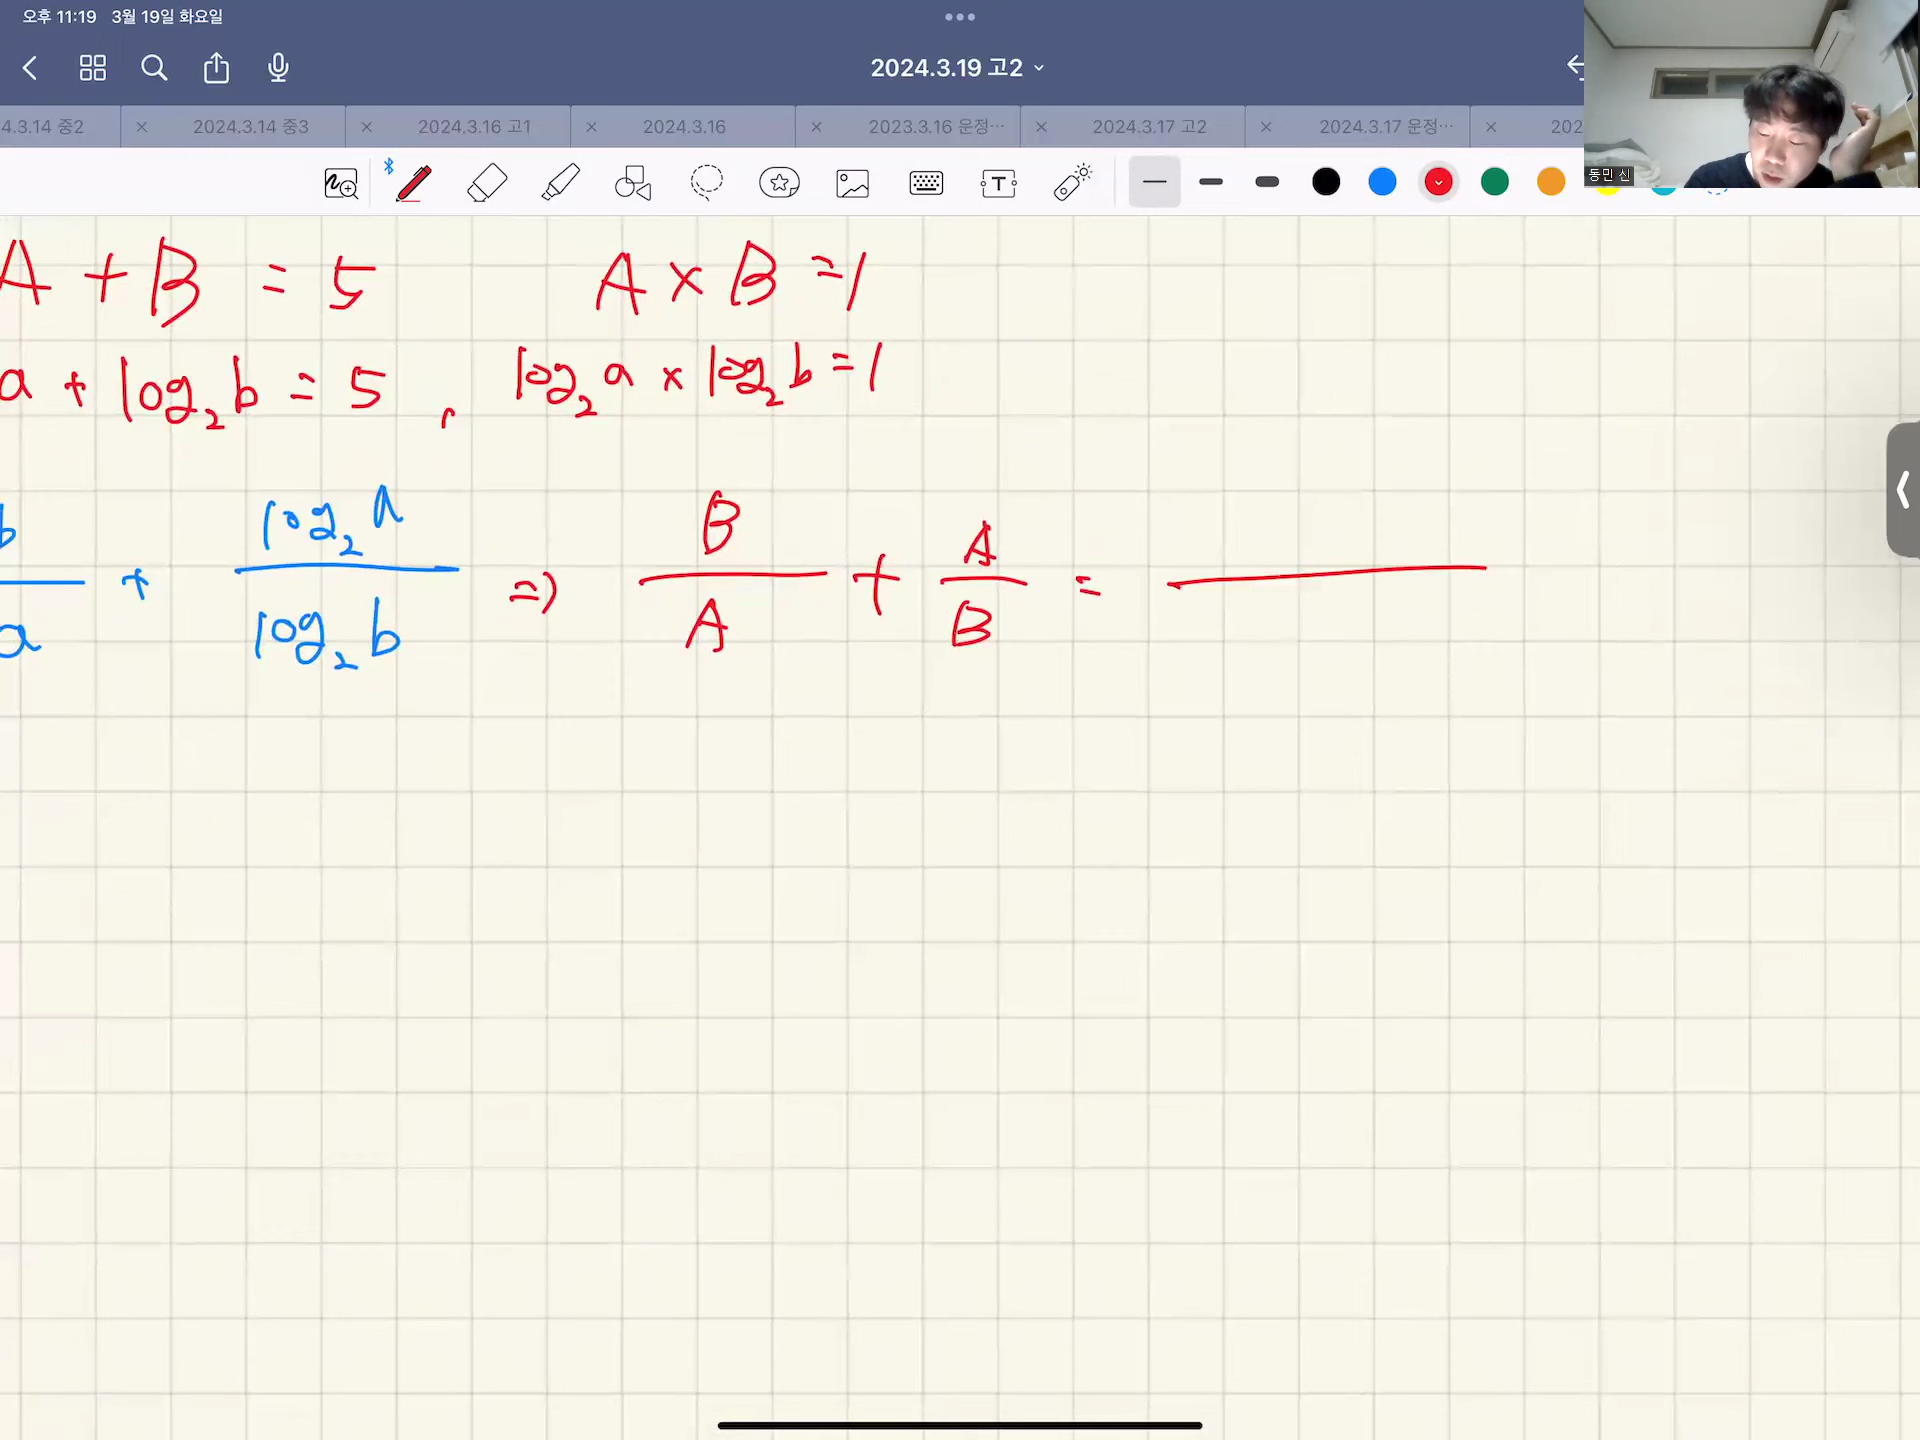 오후 11:19 3월 19일 화요일
2024.3.19 고2
4.3.14 중2 2024.3.14 중3 2024.3.16 고1 2024.3.16 2023.3.16 운정… 2024.3.17 고2 2024.3.17 운정… 202
동민 신
A + B = 5 A × B = 1
a + log₂b = 5 , log₂a × log₂b = 1
b/a + log₂a/log₂b ⇒ B/A + A/B =